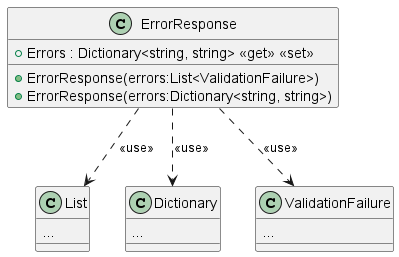 C ErrorResponse
Errors : Dictionary<string, string> «get» «set»
ErrorResponse(errors:List<ValidationFailure>)
ErrorResponse(errors:Dictionary<string, string>)
«use» «use» «use»
C List C Dictionary C ValidationFailure
... ... ...